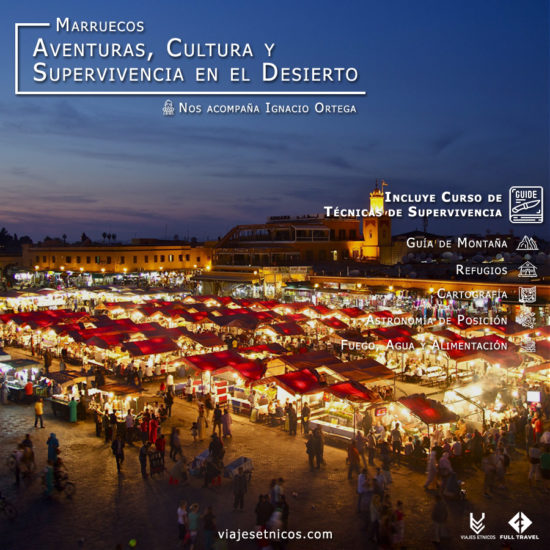 Marruecos
Aventuras, Cultura y
Supervivencia en el Desierto
Nos acompaña Ignacio Ortega
Incluye Curso de
Técnicas de Supervivencia
GUIDE
Guía de Montaña
Refugios
Cartografía
Astronomía de Posición
Fuego, Agua y Alimentación
viajesetnicos.com
VIAJES ETNICOS
FULL TRAVEL